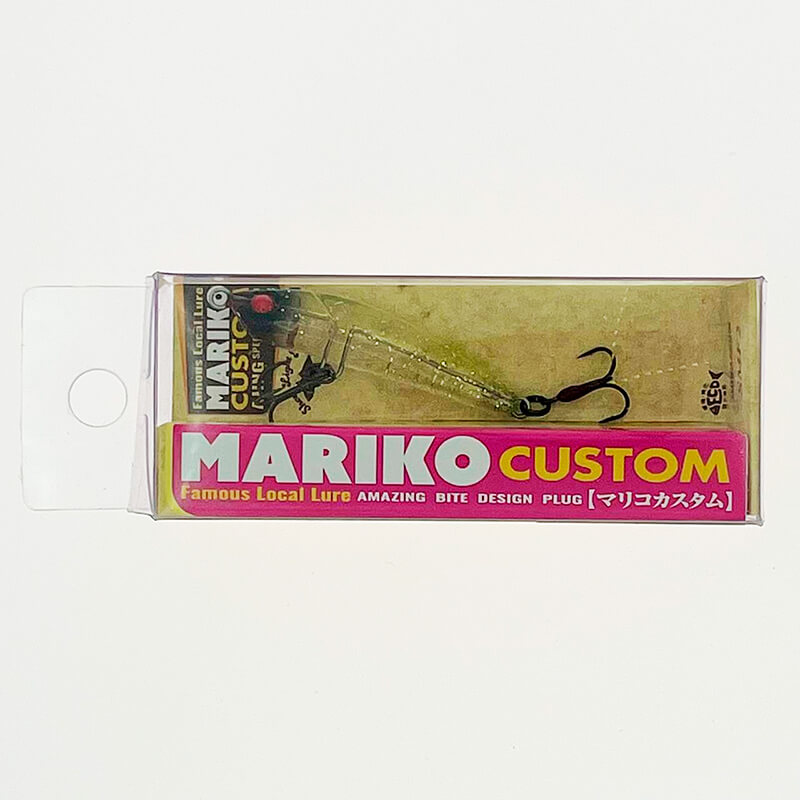 Famous Local Lure
MARIKO
CUSTO
MARIKO CUSTOM
Famous Local Lure AMAZING BITE DESIGN PLUG【マリコカスタム】